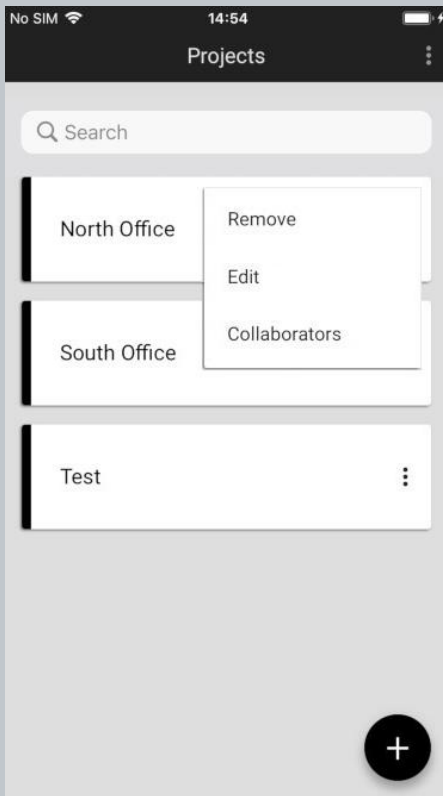 No SIM 14:54
Projects
Search
North Office
Remove
Edit
Collaborators
South Office
Test